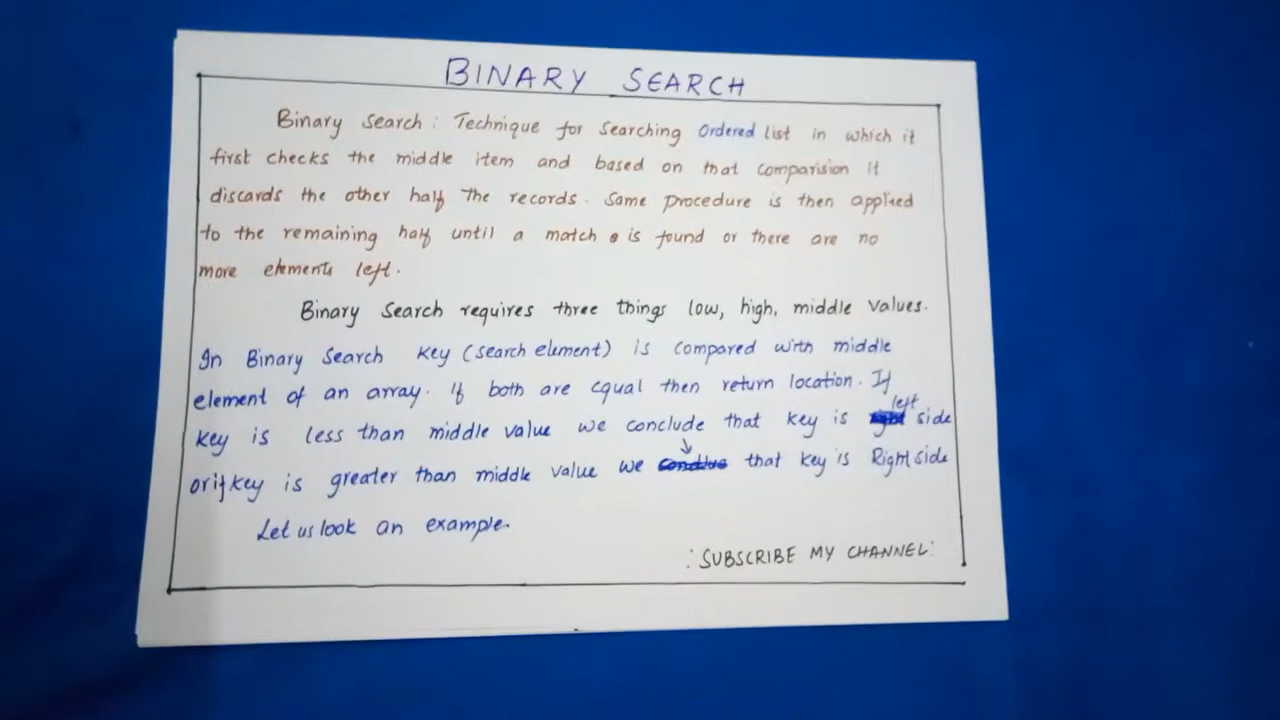 BINARY SEARCH
Binary Search : Technique for Searching Ordered list in which it
first checks the middle item and based on that comparision it
discards the other half the records. Same procedure is then applied
to the remaining half until a match is found or there are no
more elements left.
Binary Search requires three things low, high, middle values.
In Binary Search key (search element) is compared with middle
element of an array. If both are equal then return location. If
left
key is less than middle value we conclude that key is right side
or if key is greater than middle value we that key is Right side
Let us look an example.
: SUBSCRIBE MY CHANNEL :